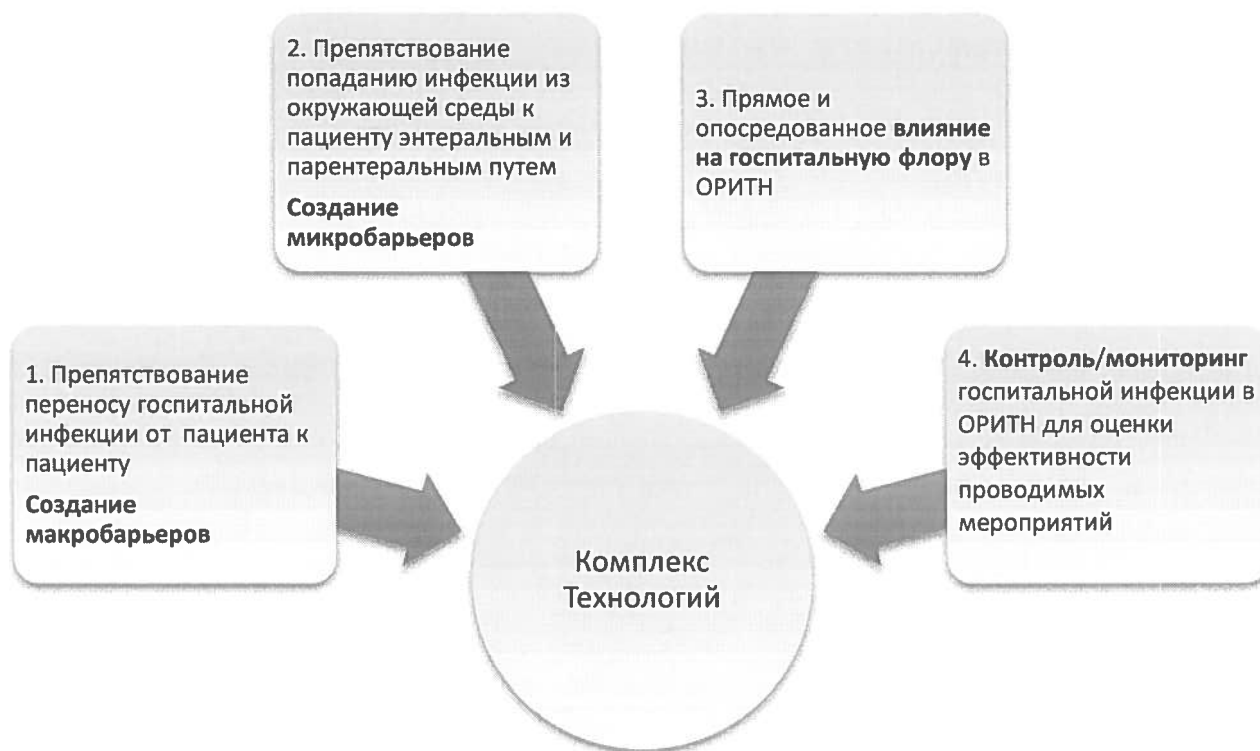 2. Препятствование
попаданию инфекции из
окружающей среды к
пациенту энтеральным и
парентеральным путем
Создание
микробарьеров
3. Прямое и
опосредованное влияние
на госпитальную флору в
ОРИТН
1. Препятствование
переносу госпитальной
инфекции от пациента к
пациенту
Создание
макробарьеров
4. Контроль/мониторинг
госпитальной инфекции в
ОРИТН для оценки
эффективности
проводимых
мероприятий
Комплекс
Технологий